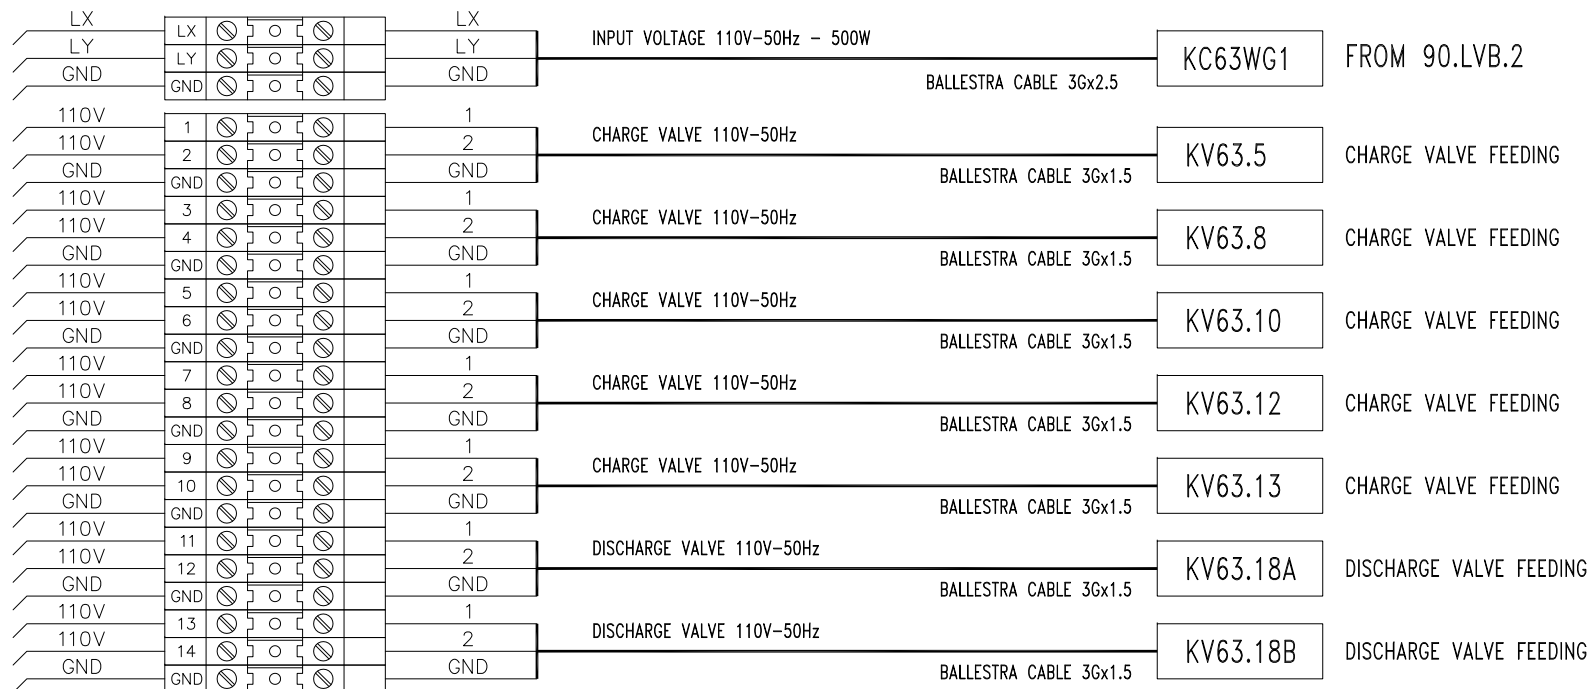 LX LX LX
INPUT VOLTAGE 110V-50Hz - 500W
LY LY LY
KC63WG1 FROM 90.LVB.2
GND GND GND
BALLESTRA CABLE 3Gx2.5
110V 1 1
CHARGE VALVE 110V-50Hz
110V 2 2
KV63.5 CHARGE VALVE FEEDING
GND GND GND
BALLESTRA CABLE 3Gx1.5
110V 3 1
CHARGE VALVE 110V-50Hz
110V 4 2
KV63.8 CHARGE VALVE FEEDING
GND GND GND
BALLESTRA CABLE 3Gx1.5
110V 5 1
CHARGE VALVE 110V-50Hz
110V 6 2
KV63.10 CHARGE VALVE FEEDING
GND GND GND
BALLESTRA CABLE 3Gx1.5
110V 7 1
CHARGE VALVE 110V-50Hz
110V 8 2
KV63.12 CHARGE VALVE FEEDING
GND GND GND
BALLESTRA CABLE 3Gx1.5
110V 9 1
CHARGE VALVE 110V-50Hz
110V 10 2
KV63.13 CHARGE VALVE FEEDING
GND GND GND
BALLESTRA CABLE 3Gx1.5
110V 11 1
DISCHARGE VALVE 110V-50Hz
110V 12 2
KV63.18A DISCHARGE VALVE FEEDING
GND GND GND
BALLESTRA CABLE 3Gx1.5
110V 13 1
DISCHARGE VALVE 110V-50Hz
110V 14 2
KV63.18B DISCHARGE VALVE FEEDING
GND GND GND
BALLESTRA CABLE 3Gx1.5